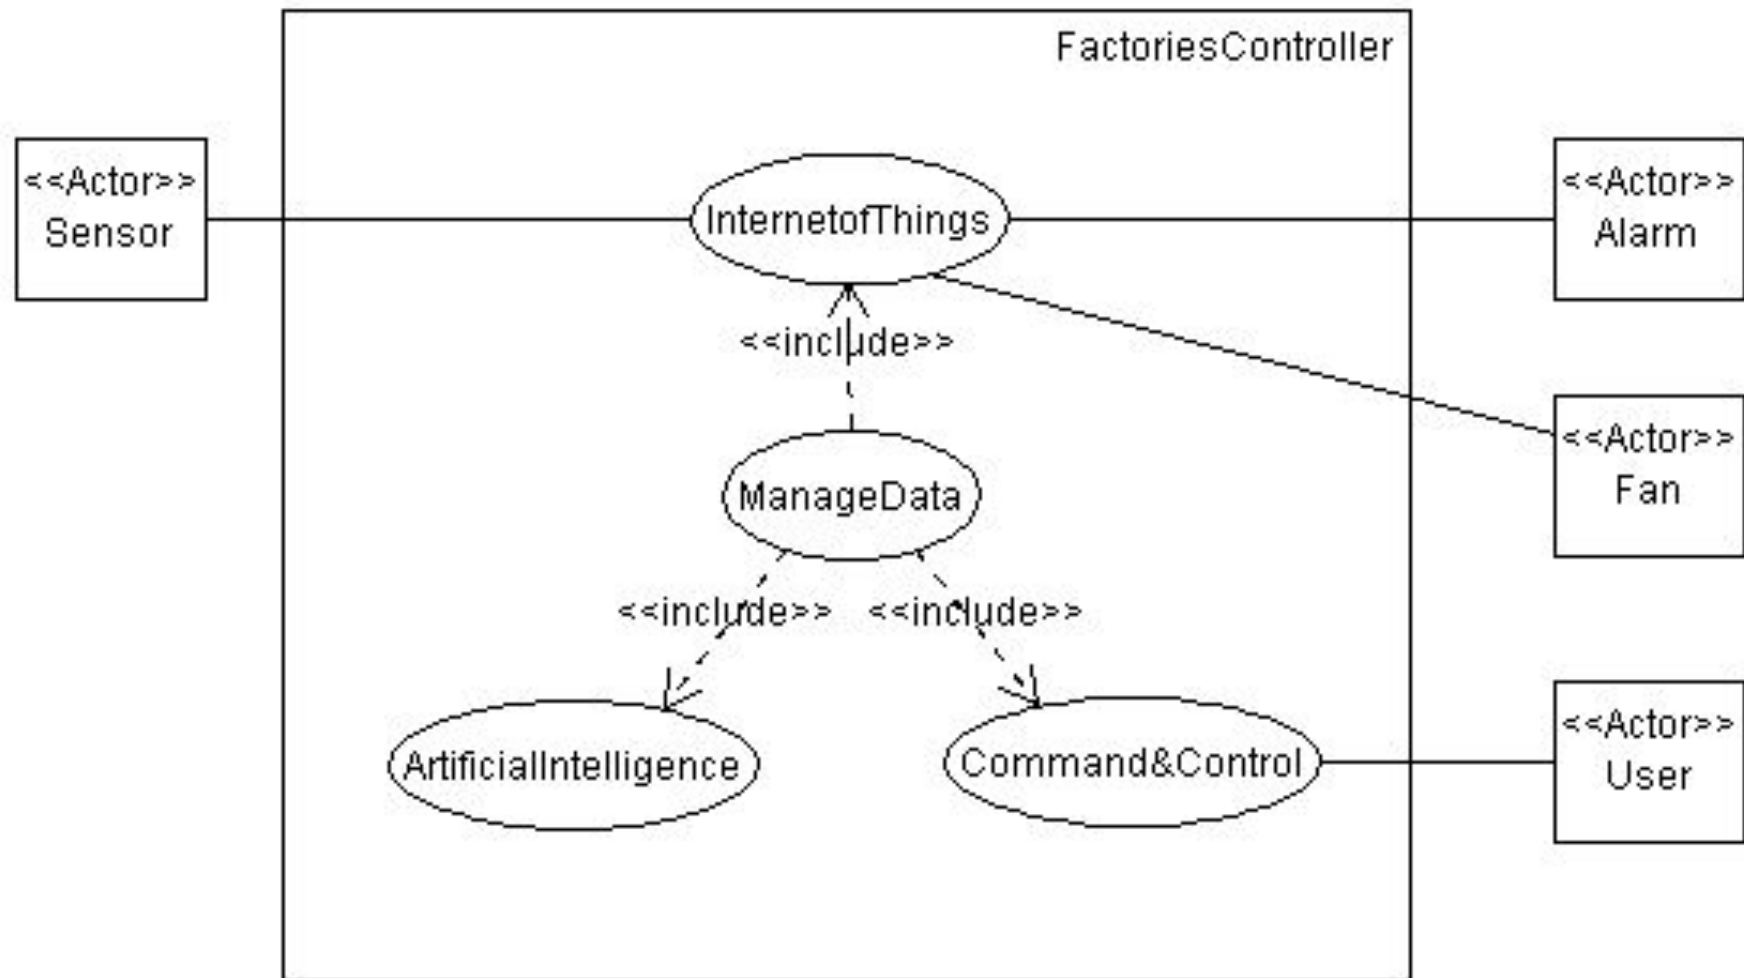 FactoriesController
<<Actor>>
Sensor
InternetofThings
<<Actor>>
Alarm
<<include>>
<<Actor>>
Fan
ManageData
<<include>>
<<include>>
<<Actor>>
User
ArtificialIntelligence
Command&Control